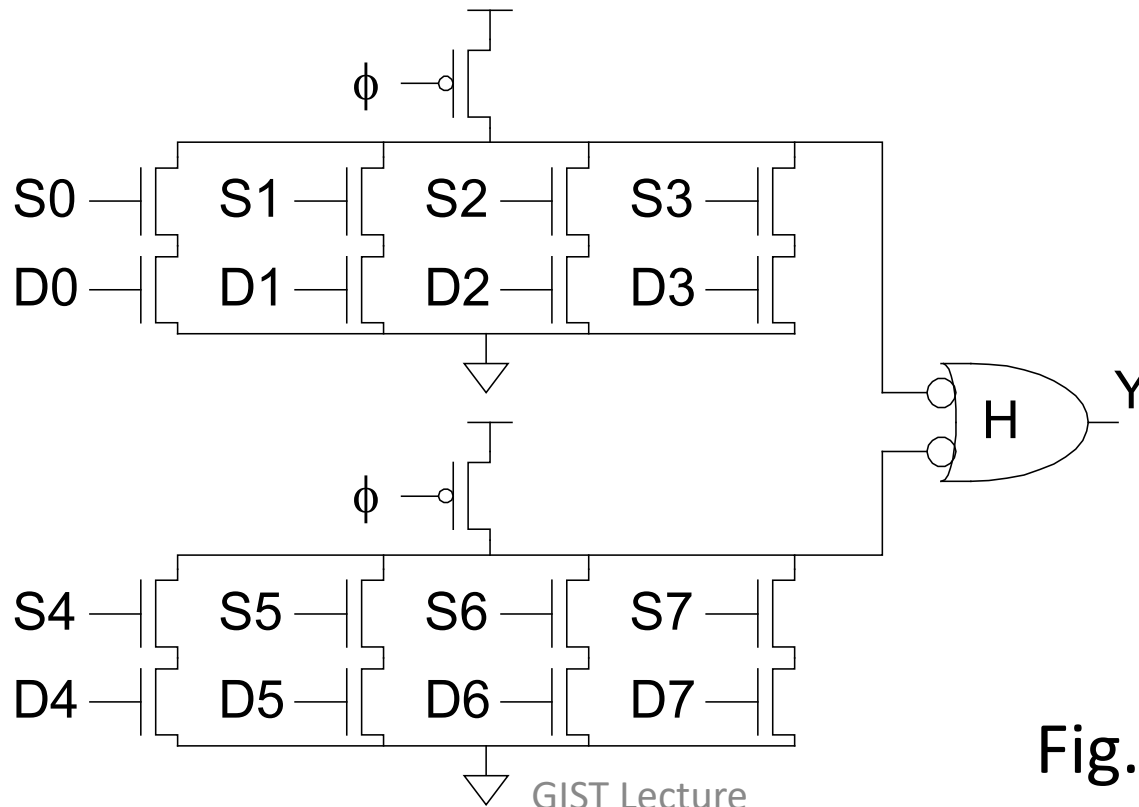 ϕ
S0 S1 S2 S3
D0 D1 D2 D3
H Y
ϕ
S4 S5 S6 S7
D4 D5 D6 D7
Fig.
GIST Lecture